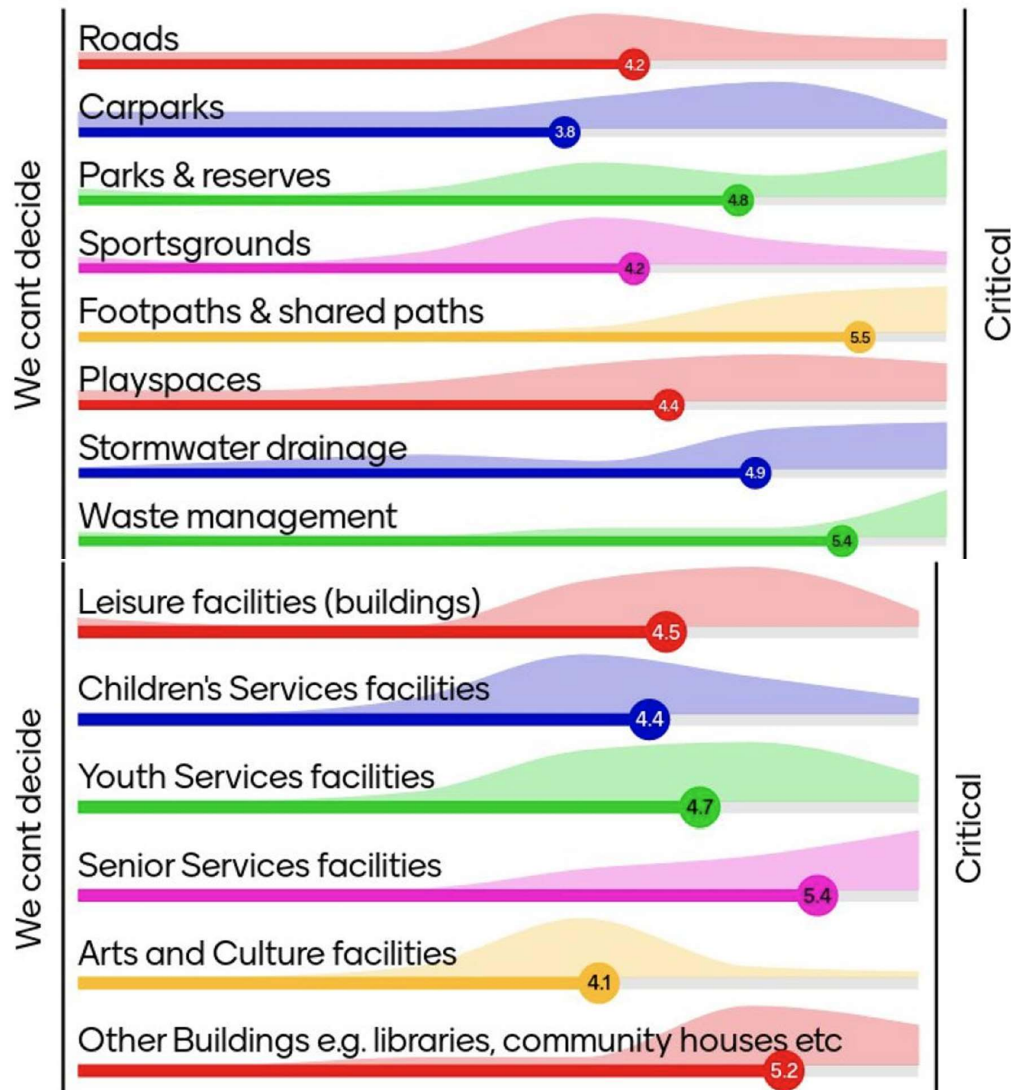 We cant decide
Roads
4.2
Carparks
3.8
Parks & reserves
4.8
Sportsgrounds
4.2
Footpaths & shared paths
5.5
Playspaces
4.4
Stormwater drainage
4.9
Waste management
5.4
Critical
We cant decide
Leisure facilities (buildings)
4.5
Children's Services facilities
4.4
Youth Services facilities
4.7
Senior Services facilities
5.4
Arts and Culture facilities
4.1
Other Buildings e.g. libraries, community houses etc
5.2
Critical